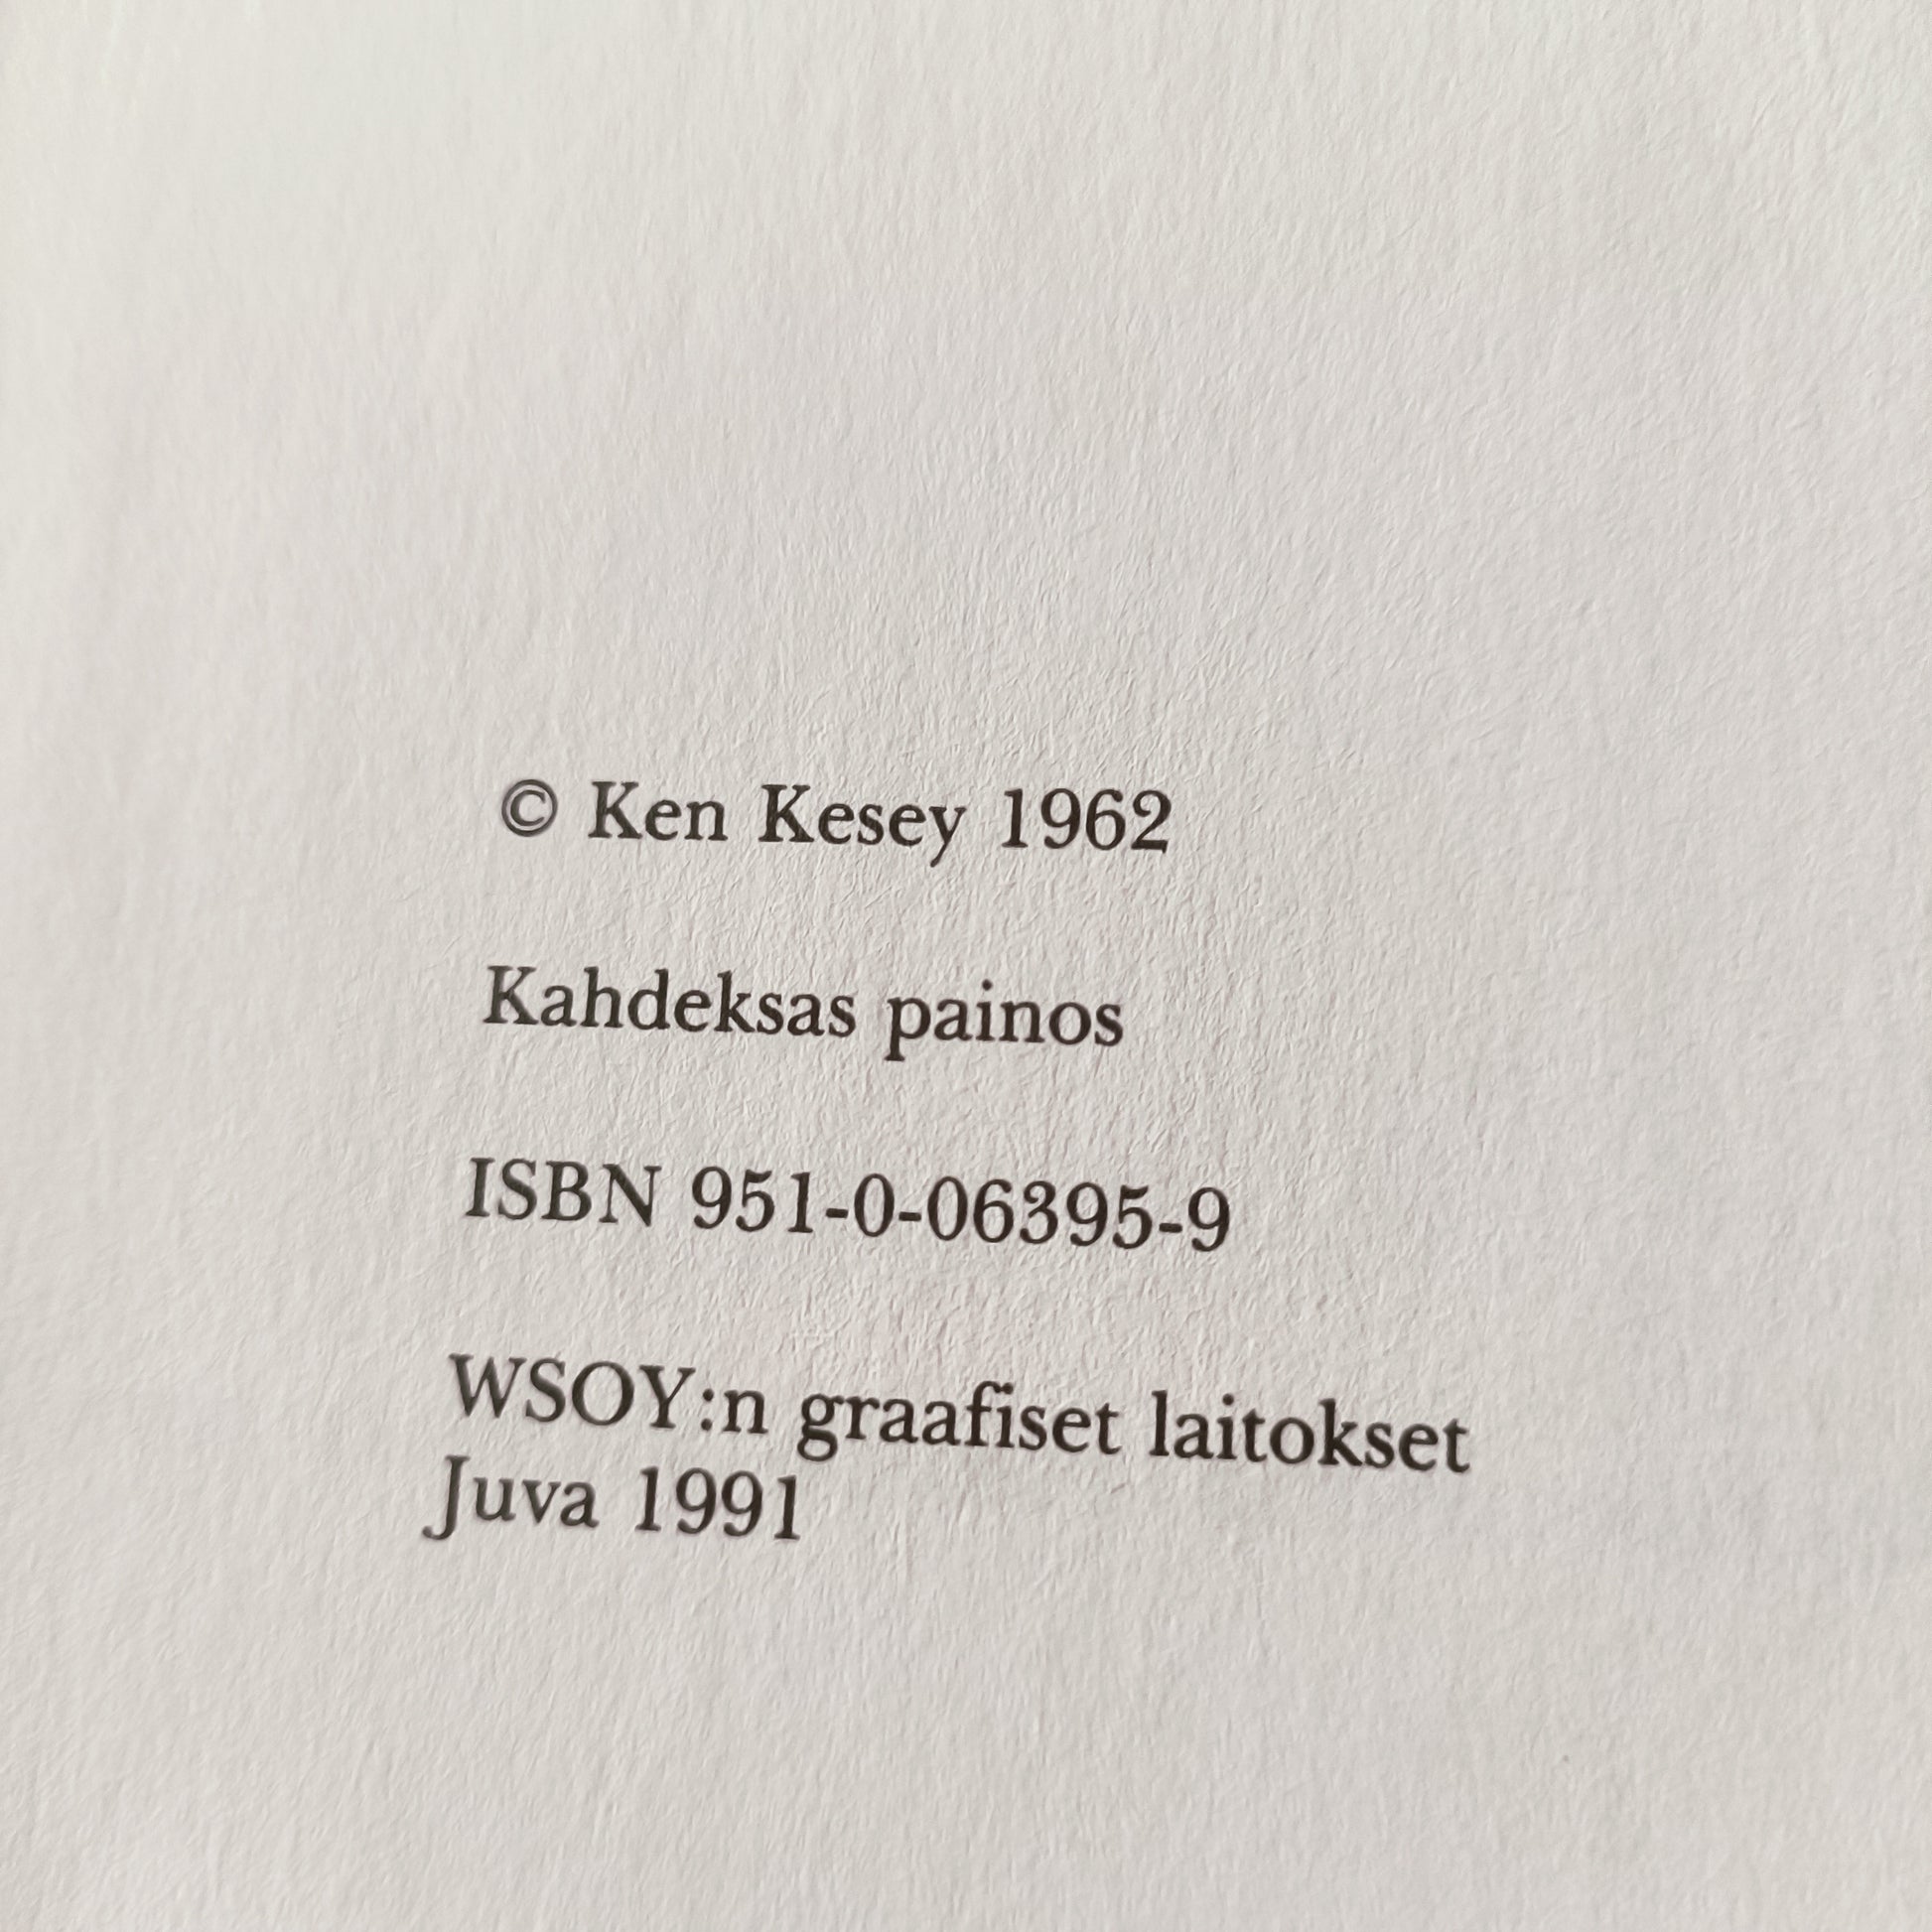 © Ken Kesey 1962
Kahdeksas painos
ISBN 951-0-06395-9
WSOY:n graafiset laitokset
Juva 1991